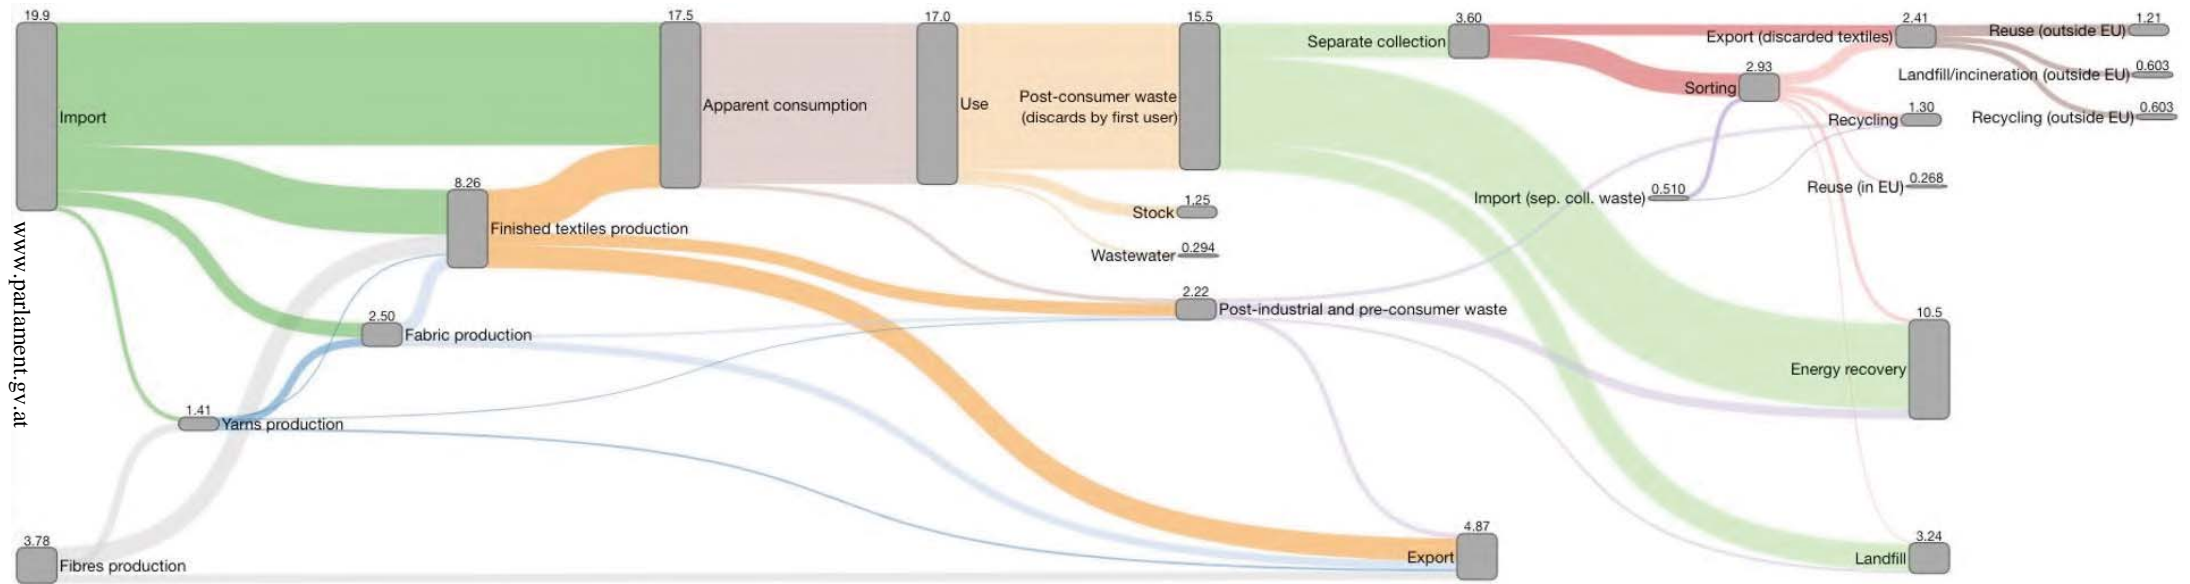 19.9
Import
17.5
Apparent consumption
17.0
Use
15.5
Post-consumer waste
(discards by first user)
3.60
Separate collection
2.41
Export (discarded textiles)
1.21
Reuse (outside EU)
0.603
Landfill/incineration (outside EU)
0.603
Recycling (outside EU)
2.93
Sorting
1.30
Recycling
0.268
Reuse (in EU)
0.510
Import (sep. coll. waste)
8.26
Finished textiles production
1.25
Stock
0.294
Wastewater
2.22
Post-industrial and pre-consumer waste
2.50
Fabric production
10.5
Energy recovery
1.41
Yarns production
3.78
Fibres production
4.87
Export
3.24
Landfill
www.parlament.gv.at